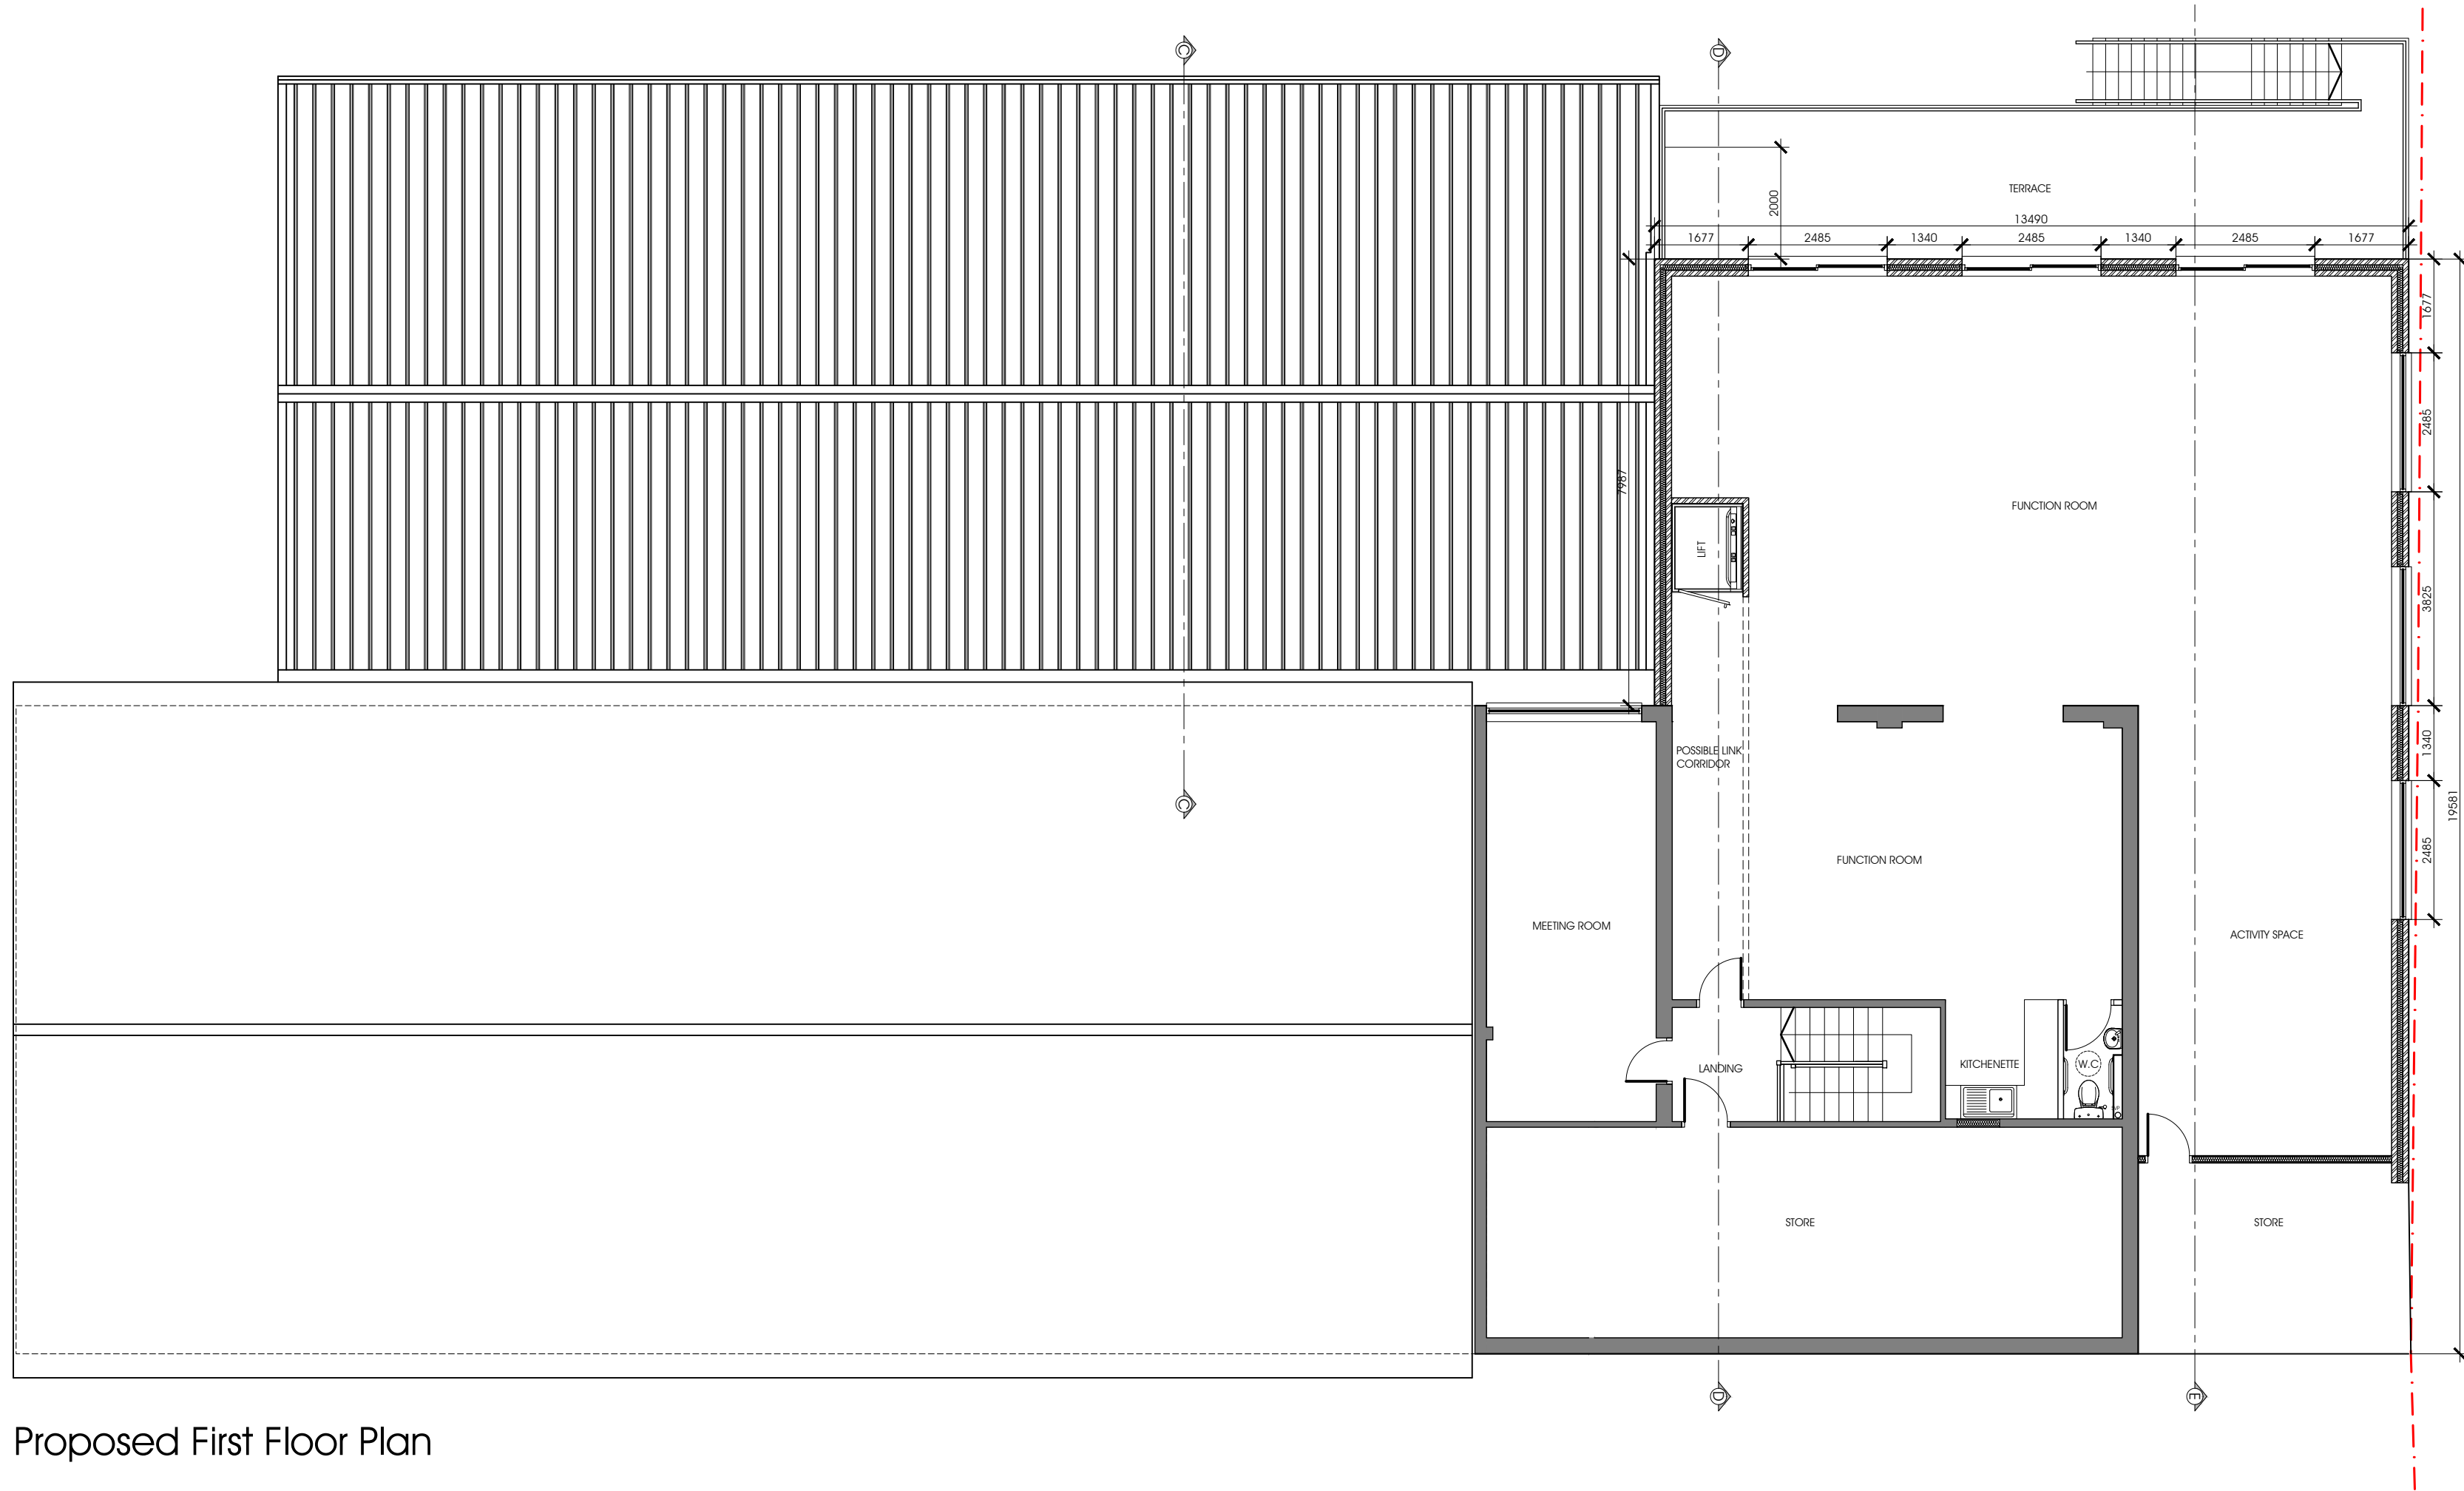 C
D
TERRACE
2000
13490
1677
2485
1340
2485
1340
2485
1677
1677
2485
7987
FUNCTION ROOM
LIFT
3825
POSSIBLE LINK
CORRIDOR
1340
C
19581
FUNCTION ROOM
2485
MEETING ROOM
ACTIVITY SPACE
LANDING
KITCHENETTE
W.C
STORE
STORE
D
E
Proposed First Floor Plan